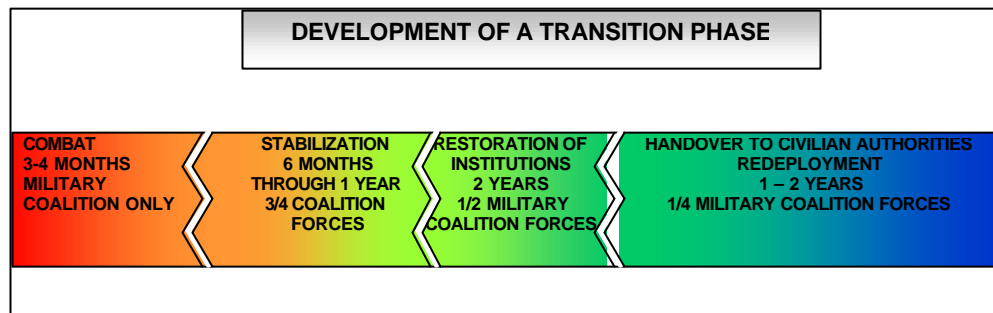 DEVELOPMENT OF A TRANSITION PHASE
COMBAT
3-4 MONTHS
MILITARY
COALITION ONLY
STABILIZATION
6 MONTHS
THROUGH 1 YEAR
3/4 COALITION
FORCES
RESTORATION OF
INSTITUTIONS
2 YEARS
1/2 MILITARY
COALITION FORCES
HANDOVER TO CIVILIAN AUTHORITIES
REDEPLOYMENT
1 – 2 YEARS
1/4 MILITARY COALITION FORCES